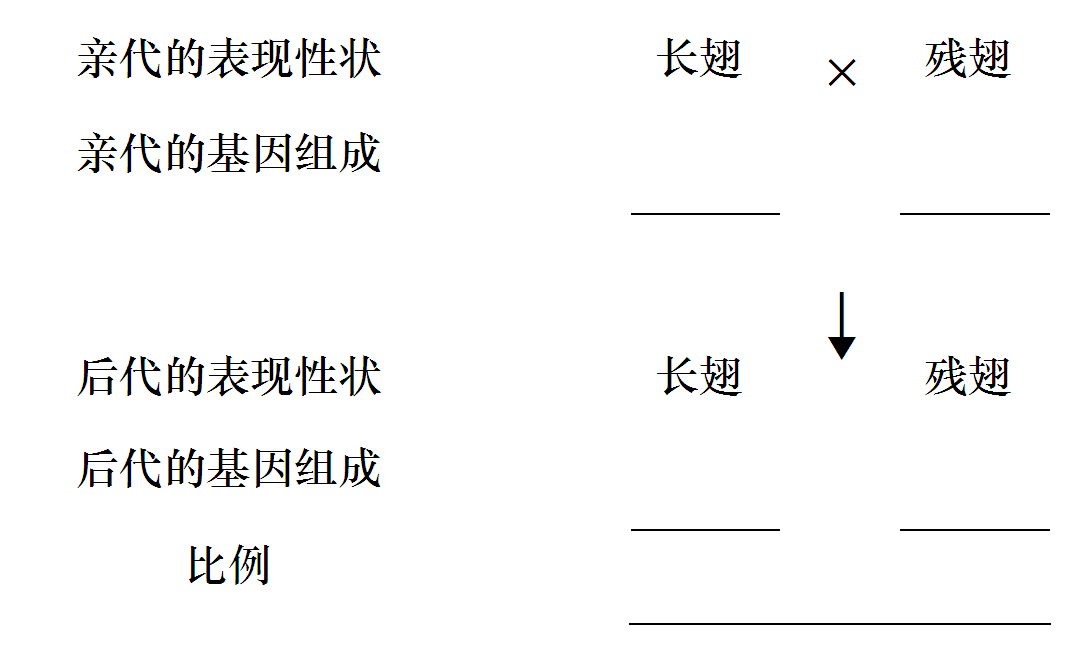 亲代的表现性状 长翅 × 残翅
亲代的基因组成
后代的表现性状 长翅 残翅
后代的基因组成
比例